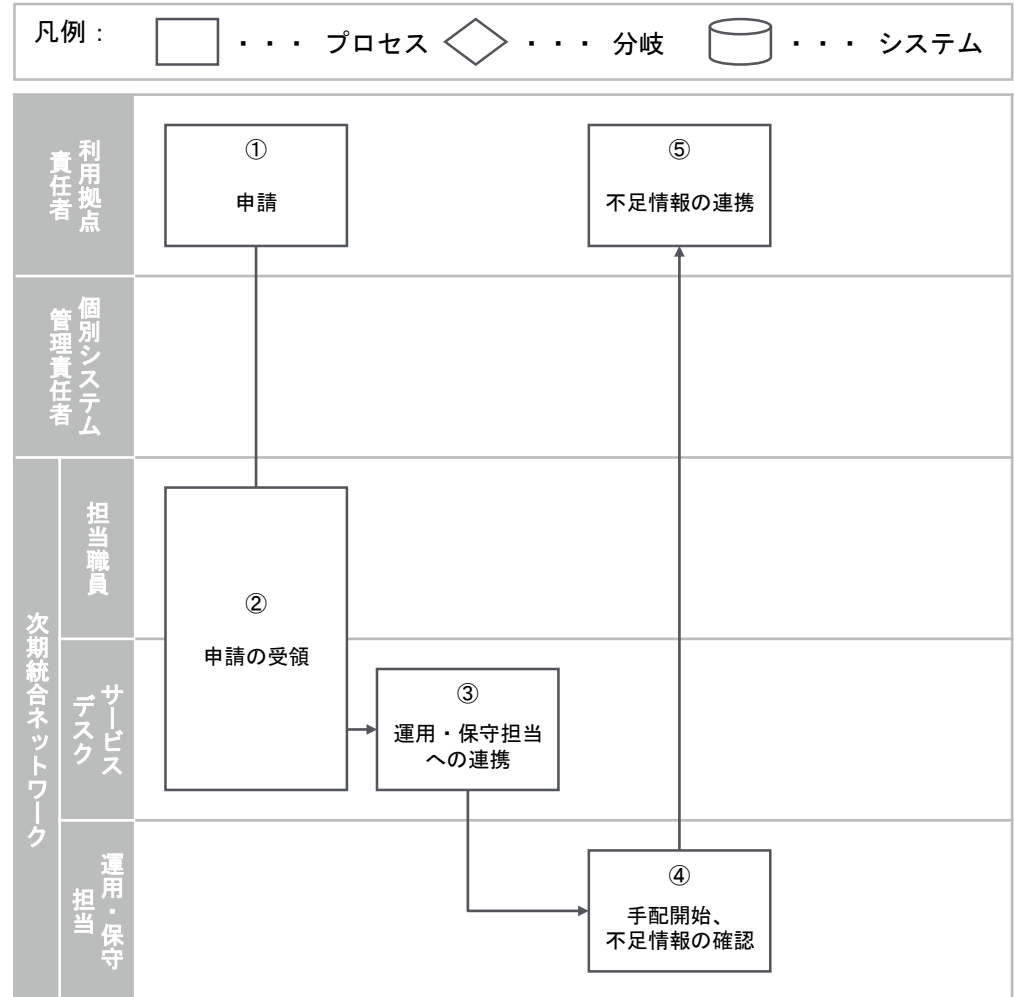 凡例：
・・・ プロセス
・・・ 分岐
・・・ システム
利用拠点
責任者
①
申請
⑤
不足情報の連携
個別システム
管理責任者
次期統合ネットワーク
担当職員
②
申請の受領
サービス
デスク
③
運用・保守担当
への連携
運用・保守
担当
④
手配開始、
不足情報の確認